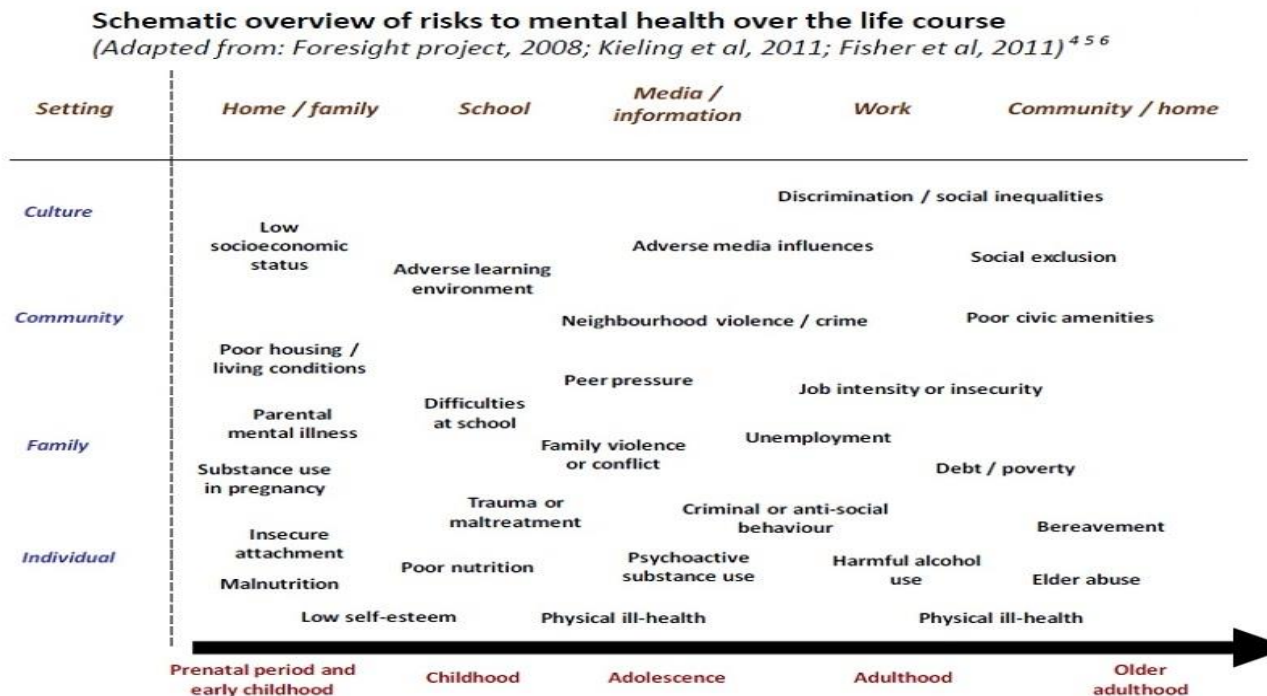 Schematic overview of risks to mental health over the life course
(Adapted from: Foresight project, 2008; Kieling et al, 2011; Fisher et al, 2011) 4 5 6
Setting
Home / family
School
Media /
information
Work
Community / home
Culture
Discrimination / social inequalities
Low
socioeconomic
status
Adverse media influences
Social exclusion
Adverse learning
environment
Community
Neighbourhood violence / crime
Poor civic amenities
Poor housing /
living conditions
Peer pressure
Job intensity or insecurity
Difficulties
at school
Parental
mental illness
Family
Family violence
or conflict
Unemployment
Substance use
in pregnancy
Debt / poverty
Trauma or
maltreatment
Criminal or anti-social
behaviour
Bereavement
Insecure
attachment
Individual
Poor nutrition
Psychoactive
substance use
Harmful alcohol
use
Elder abuse
Malnutrition
Low self-esteem
Physical ill-health
Physical ill-health
Prenatal period and
early childhood
Childhood
Adolescence
Adulthood
Older
adulthood